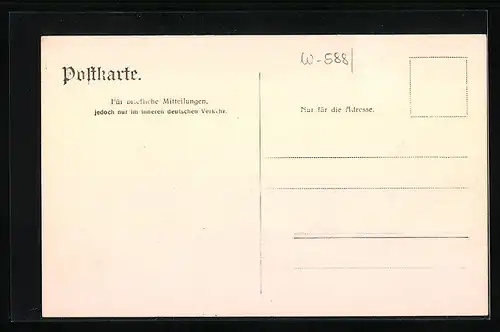 Postkarte.
Für briefliche Mitteilungen,
jedoch nur im inneren deutschen Verkehr.
W-588
Nur für die Adresse.